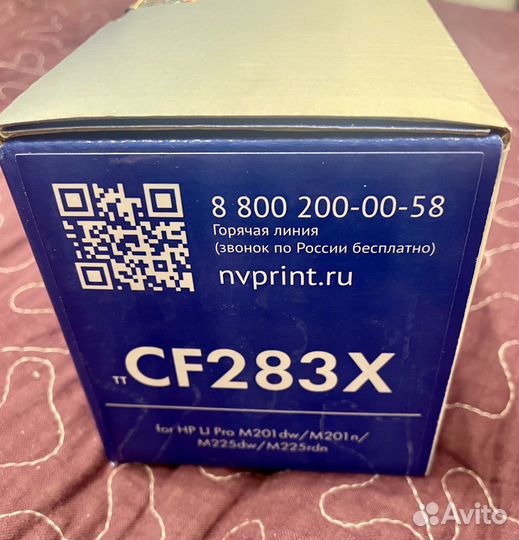 8 800 200-00-58
Горячая линия
(звонок по России бесплатно)
nvprint.ru
TT CF283X
for HP LJ Pro M201dw/M201n/
M225dw/M225rdn
Avito